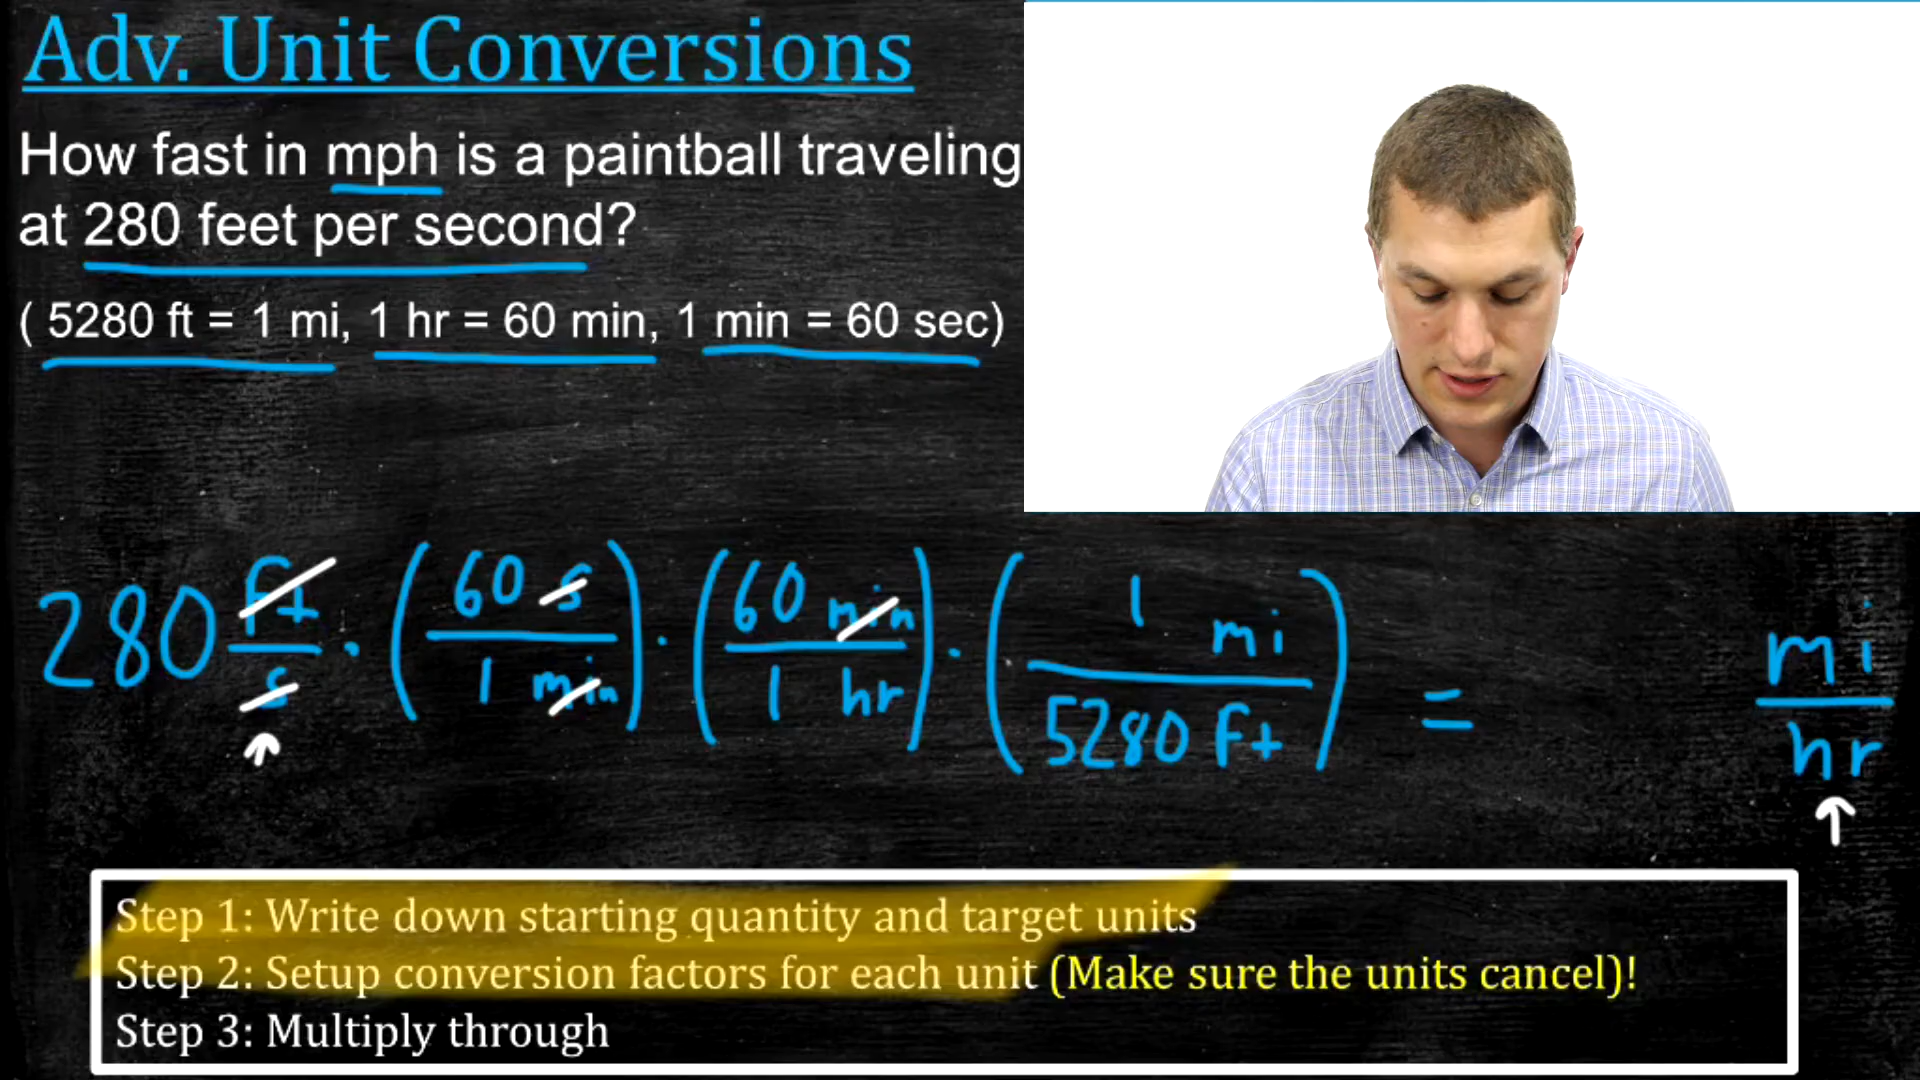 Adv. Unit Conversions
How fast in mph is a paintball traveling
at 280 feet per second?
( 5280 ft = 1 mi, 1 hr = 60 min, 1 min = 60 sec)
280 ft/s · (60 s / 1 min) · (60 min / 1 hr) · (1 mi / 5280 ft) = mi/hr
Step 1: Write down starting quantity and target units
Step 2: Setup conversion factors for each unit (Make sure the units cancel)!
Step 3: Multiply through